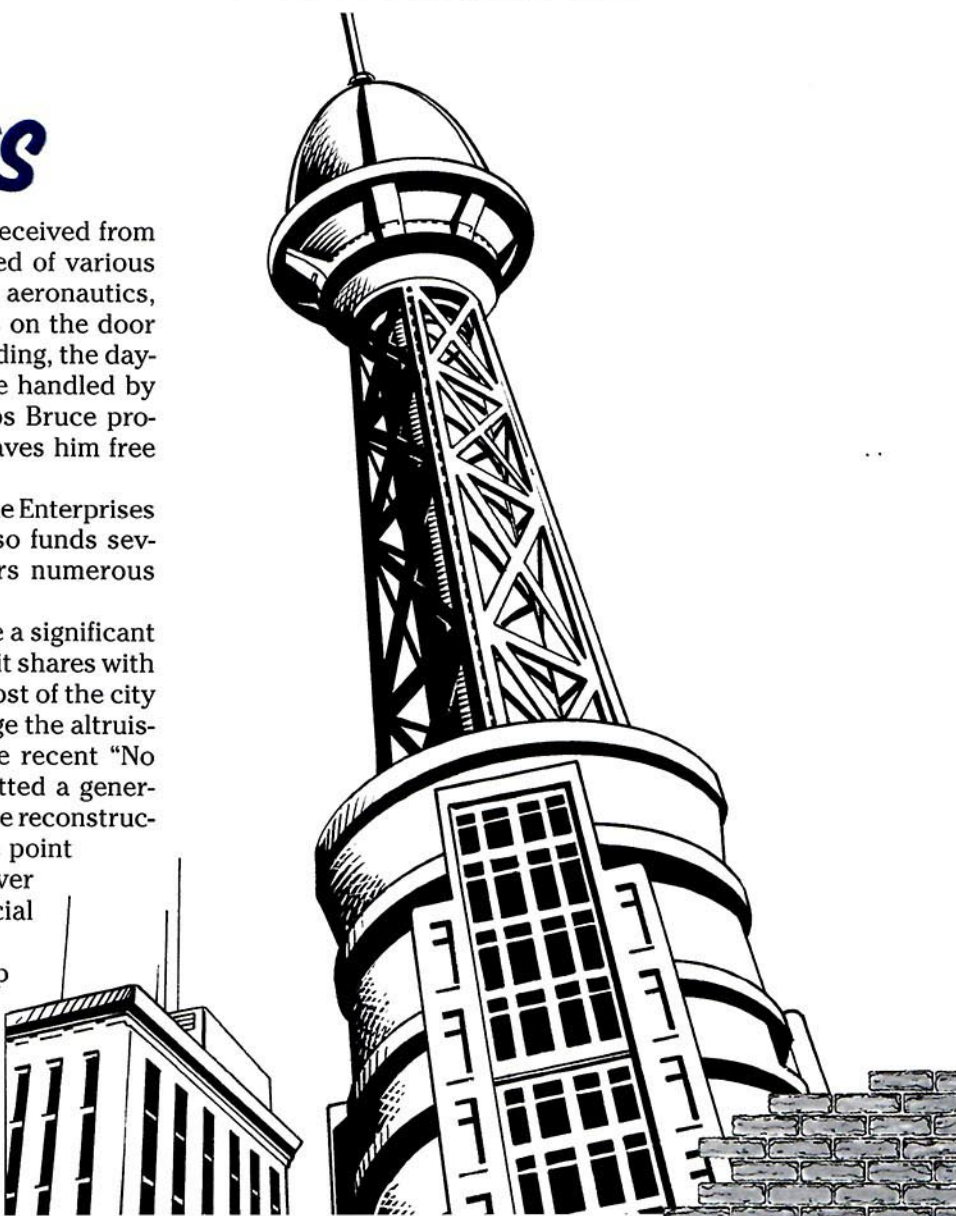 S
eceived from
ed of various
aeronautics,
on the door
ding, the day-
e handled by
os Bruce pro-
aves him free
e Enterprises
so funds sev-
rs numerous
e a significant
it shares with
ost of the city
ge the altruis-
e recent “No
tted a gener-
e reconstruc-
point
ver
cial
p